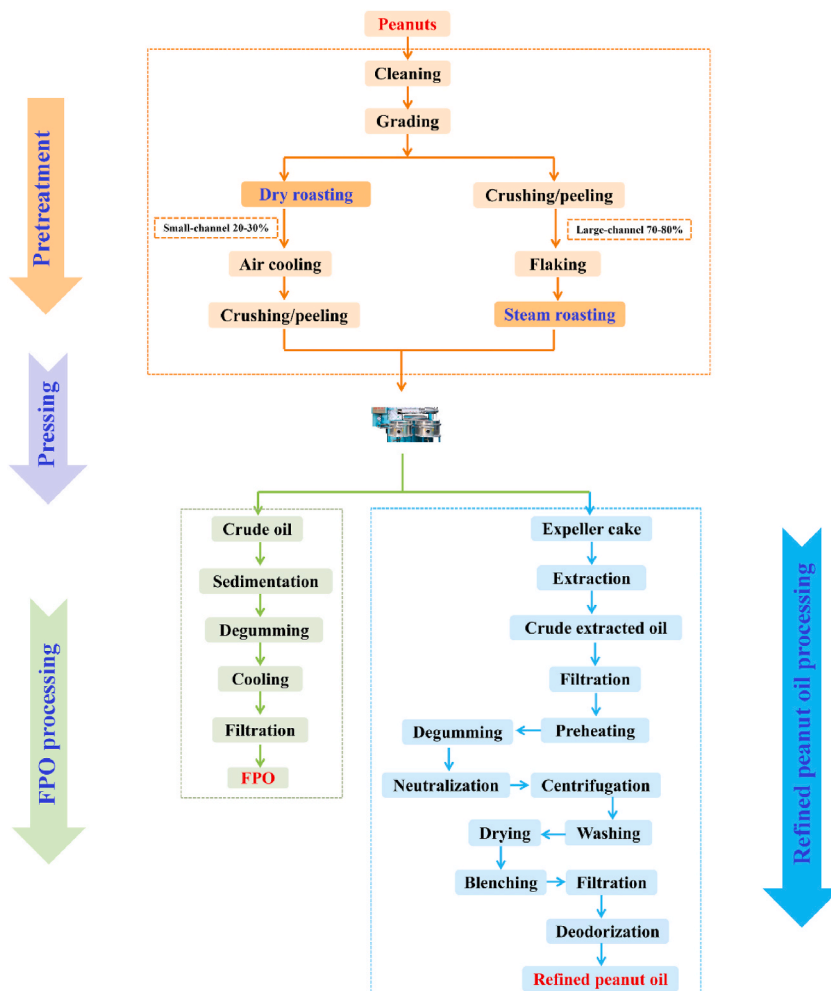 Peanuts
Cleaning
Grading
Dry roasting
Crushing/peeling
Small-channel 20-30%
Large-channel 70-80%
Air cooling
Flaking
Crushing/peeling
Steam roasting
Pretreatment
Pressing
Crude oil
Sedimentation
Degumming
Cooling
Filtration
FPO
FPO processing
Expeller cake
Extraction
Crude extracted oil
Filtration
Preheating
Degumming
Neutralization
Centrifugation
Washing
Drying
Blenching
Filtration
Deodorization
Refined peanut oil
Refined peanut oil processing